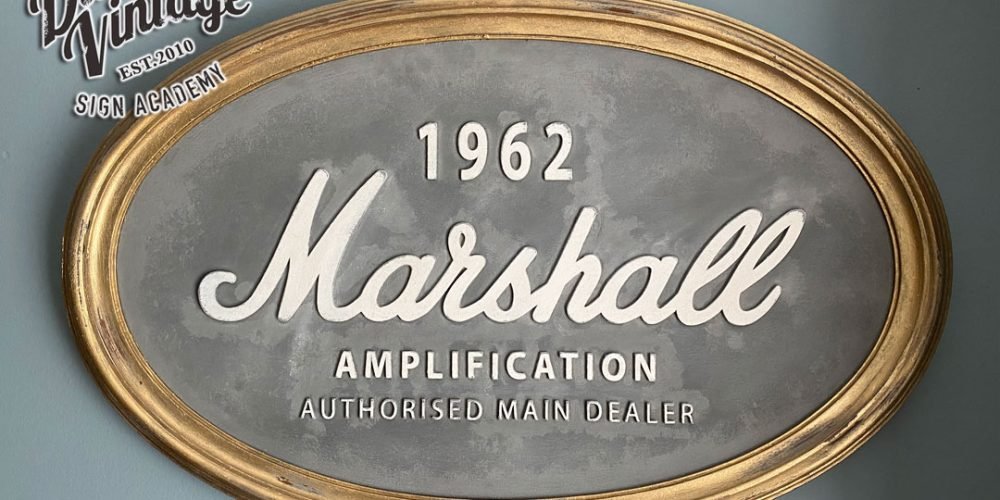 Vintage
EST.2010
SIGN ACADEMY
1962
Marshall
AMPLIFICATION
AUTHORISED MAIN DEALER